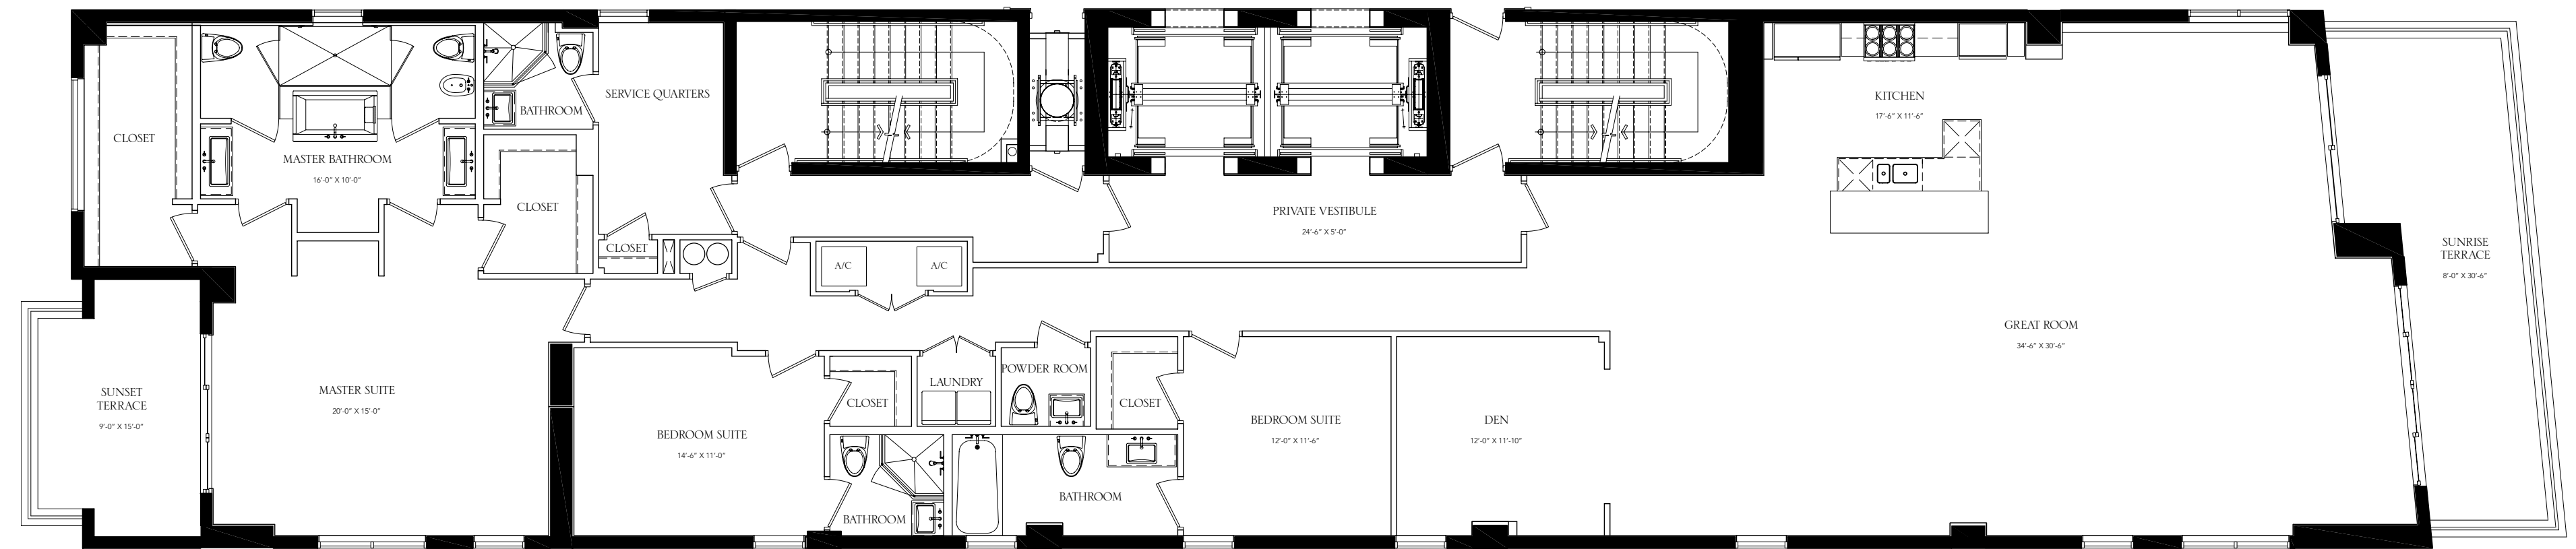 CLOSET
MASTER BATHROOM
16'-0" X 10'-0"
BATHROOM
SERVICE QUARTERS
CLOSET
CLOSET
A/C
A/C
PRIVATE VESTIBULE
24'-6" X 5'-0"
KITCHEN
17'-6" X 11'-6"
SUNRISE
TERRACE
8'-0" X 30'-6"
GREAT ROOM
34'-6" X 30'-6"
SUNSET
TERRACE
9'-0" X 15'-0"
MASTER SUITE
20'-0" X 15'-0"
BEDROOM SUITE
14'-6" X 11'-0"
CLOSET
LAUNDRY
POWDER ROOM
CLOSET
BATHROOM
BATHROOM
BEDROOM SUITE
12'-0" X 11'-6"
DEN
12'-0" X 11'-10"